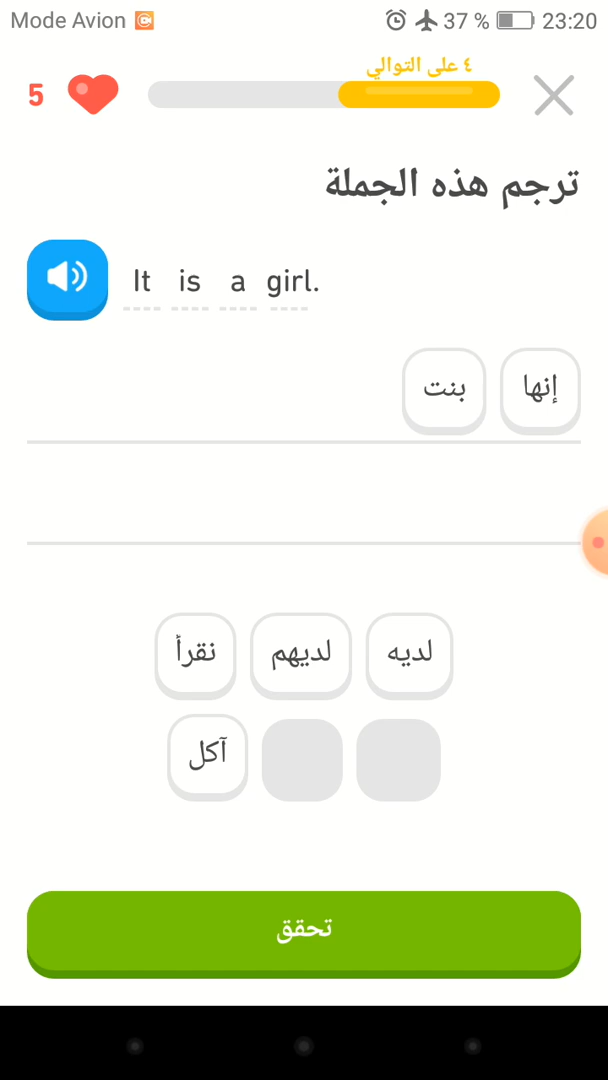 Mode Avion 37 % 23:20
٤ على التوالي
5
ترجم هذه الجملة
It is a girl.
إنها بنت
لديه لديهم نقرأ
آكل
تحقق